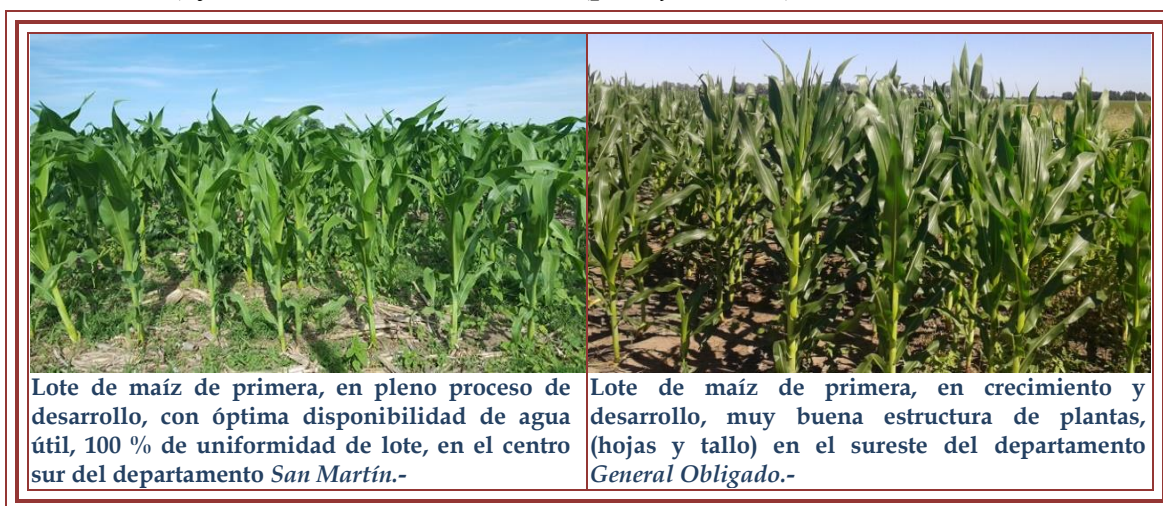 Lote de maíz de primera, en pleno proceso de
desarrollo, con óptima disponibilidad de agua
útil, 100 % de uniformidad de lote, en el centro
sur del departamento San Martín.-
Lote de maíz de primera, en crecimiento y
desarrollo, muy buena estructura de plantas,
(hojas y tallo) en el sureste del departamento
General Obligado.-